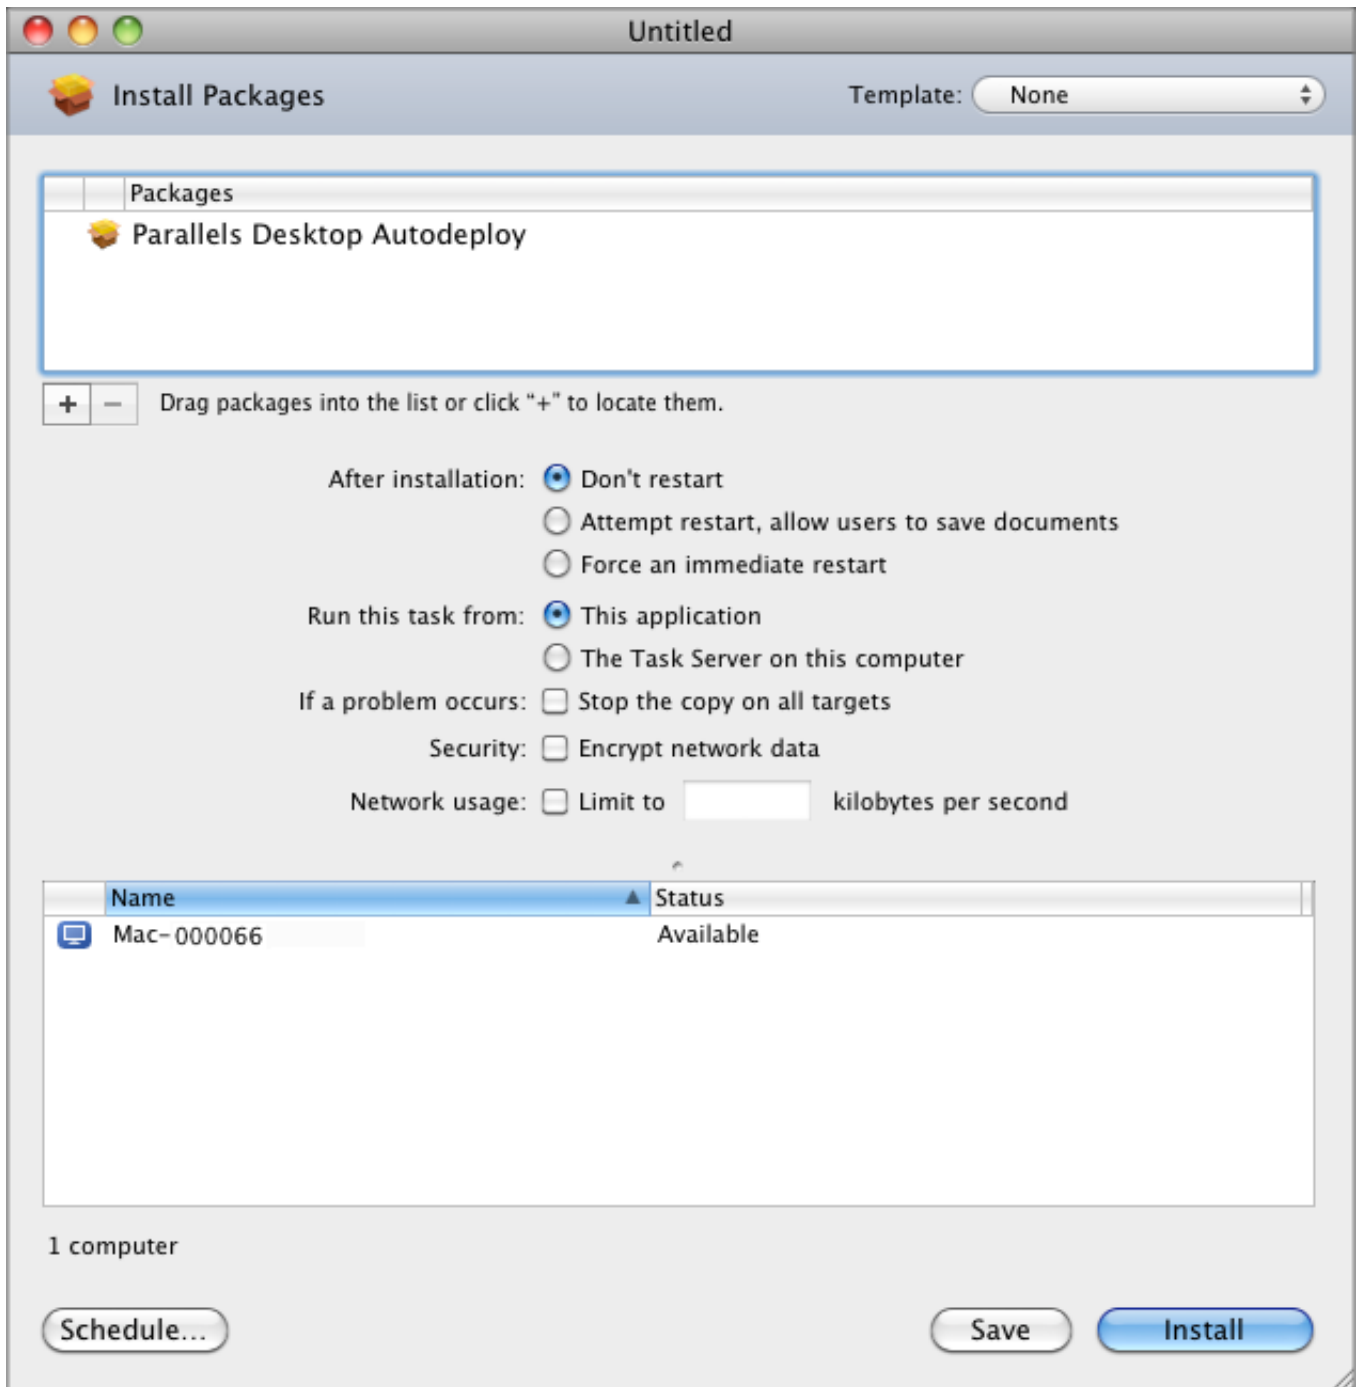 Untitled
Install Packages
Template: None
Packages
Parallels Desktop Autodeploy
+ − Drag packages into the list or click “+” to locate them.
After installation: Don't restart
Attempt restart, allow users to save documents
Force an immediate restart
Run this task from: This application
The Task Server on this computer
If a problem occurs: Stop the copy on all targets
Security: Encrypt network data
Network usage: Limit to kilobytes per second
Name Status
Mac-000066 Available
1 computer
Schedule... Save Install